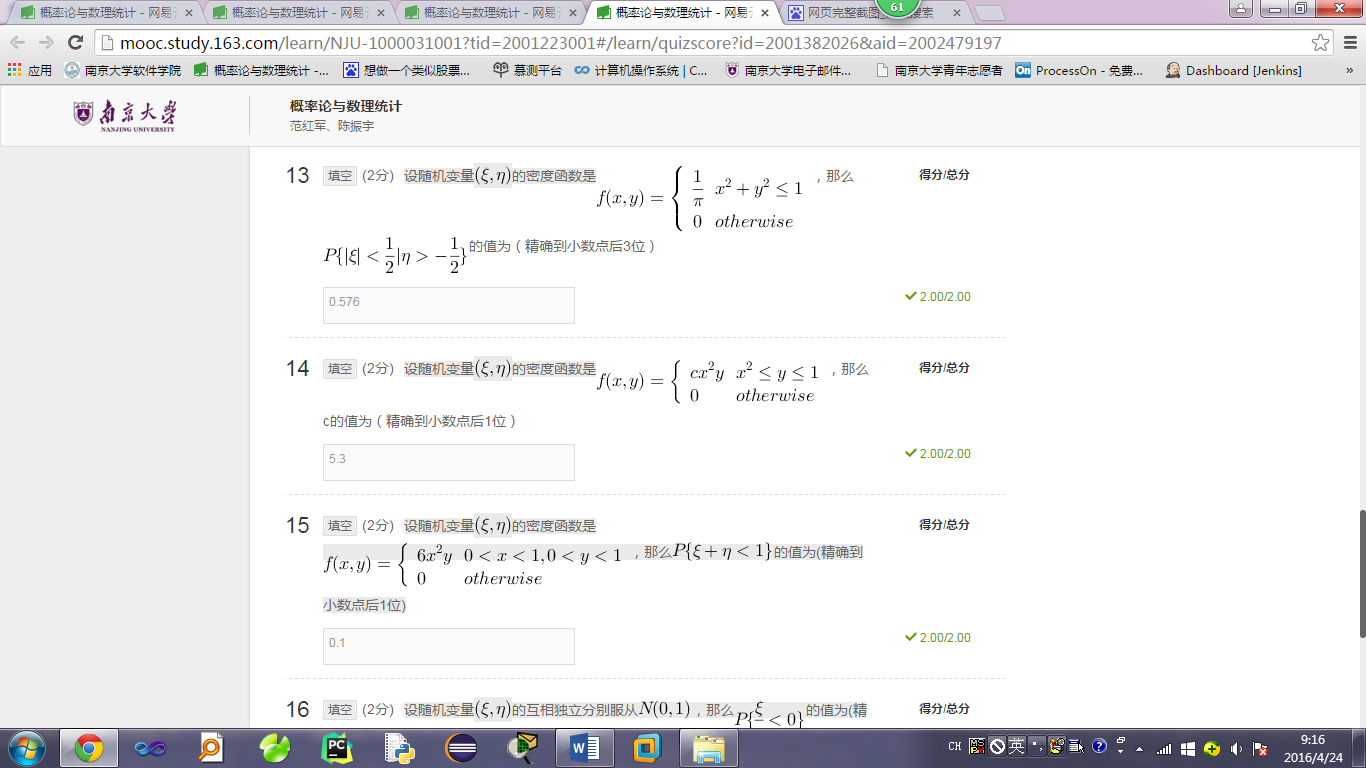 概率论与数理统计 - 网易云
概率论与数理统计 - 网易云
概率论与数理统计 - 网易云
概率论与数理统计 - 网易云
61
mooc.study.163.com/learn/NJU-1000031001?tid=2001223001#/learn/quizscore?id=2001382026&aid=2002479197
应用 南京大学软件学院 概率论与数理统计 -... 想做一个类似股票... 慕测平台 计算机操作系统 | C... 南京大学电子邮件... 南京大学青年志愿者 ProcessOn - 免费... Dashboard [Jenkins] »
南京大学
NANJING UNIVERSITY
概率论与数理统计
范红军、陈振宇
13 填空 (2分) 设随机变量(ξ,η)的密度函数是 f(x,y) = { 1/π x² + y² ≤ 1 ,那么 得分/总分
0 otherwise
P{|ξ| < 1/2|η > −1/2}的值为(精确到小数点后3位)
0.576
2.00/2.00
14 填空 (2分) 设随机变量(ξ,η)的密度函数是 f(x,y) = { cx²y x² ≤ y ≤ 1 ,那么 得分/总分
0 otherwise
c的值为(精确到小数点后1位)
5.3
2.00/2.00
15 填空 (2分) 设随机变量(ξ,η)的密度函数是 得分/总分
f(x,y) = { 6x²y 0 < x < 1, 0 < y < 1 ,那么P{ξ + η < 1}的值为(精确到
0 otherwise
小数点后1位)
0.1
2.00/2.00
16 填空 (2分) 设随机变量(ξ,η)的互相独立分别服从N(0,1),那么P{ξ < 0}的值为(精 得分/总分
CH 英
9:16
2016/4/24